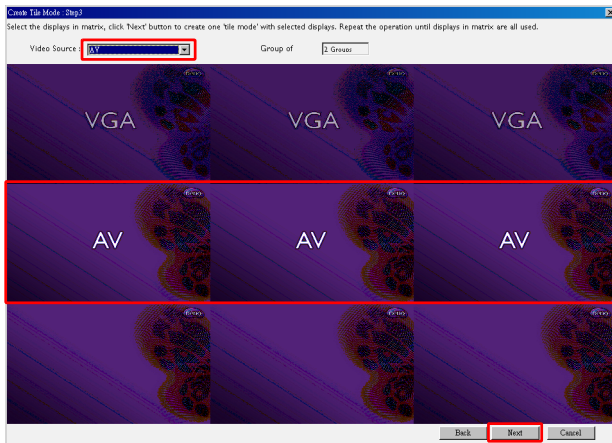 Create Tile Mode : Step3
Select the displays in matrix, click 'Next' button to create one 'tile mode' with selected displays. Repeat the operation until displays in matrix are all used.
Video Source : AV Group of 2 Groups
VGA VGA VGA
AV AV AV
Back Next Cancel